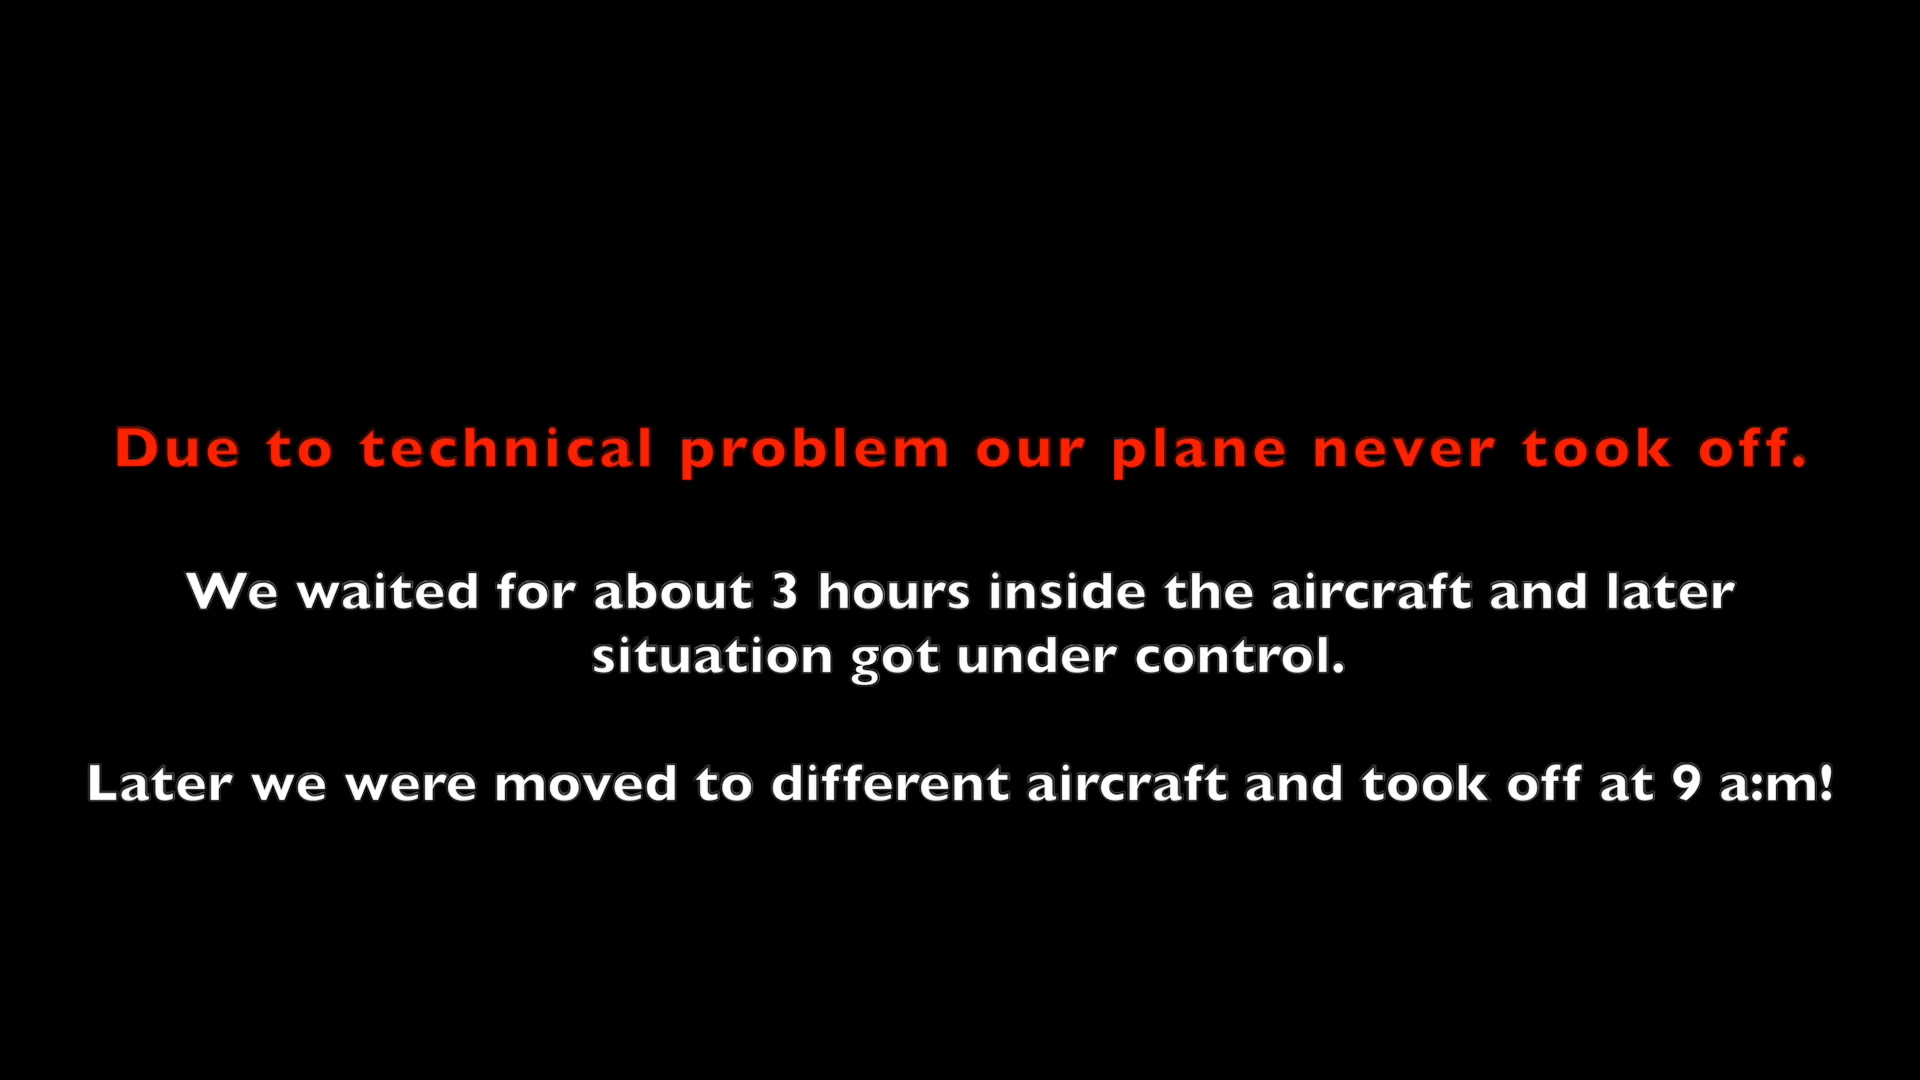 Due to technical problem our plane never took off.
We waited for about 3 hours inside the aircraft and later
situation got under control.
Later we were moved to different aircraft and took off at 9 a:m!